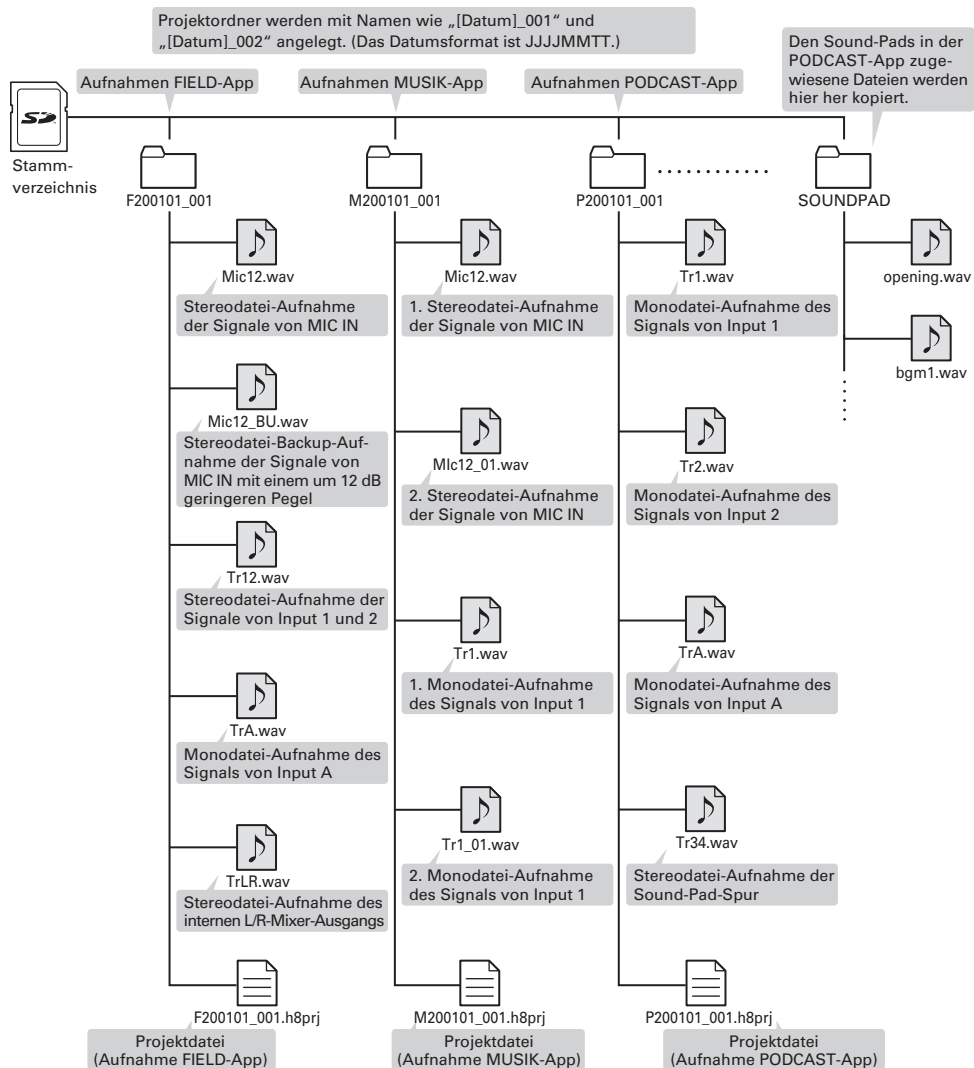 Projektordner werden mit Namen wie „[Datum]_001“ und
„[Datum]_002“ angelegt. (Das Datumsformat ist JJJJMMTT.)
Den Sound-Pads in der
PODCAST-App zuge-
wiesene Dateien werden
hier her kopiert.
Aufnahmen FIELD-App
Aufnahmen MUSIK-App
Aufnahmen PODCAST-App
SD
Stamm-
verzeichnis
F200101_001
M200101_001
P200101_001
SOUNDPAD
Mic12.wav
Stereodatei-Aufnahme
der Signale von MIC IN
Mic12_BU.wav
Stereodatei-Backup-Auf-
nahme der Signale von
MIC IN mit einem um 12 dB
geringeren Pegel
Tr12.wav
Stereodatei-Aufnahme der
Signale von Input 1 und 2
TrA.wav
Monodatei-Aufnahme des
Signals von Input A
TrLR.wav
Stereodatei-Aufnahme des
internen L/R-Mixer-Ausgangs
F200101_001.h8prj
Projektdatei
(Aufnahme FIELD-App)
Mic12.wav
1. Stereodatei-Aufnahme
der Signale von MIC IN
MIc12_01.wav
2. Stereodatei-Aufnahme
der Signale von MIC IN
Tr1.wav
1. Monodatei-Aufnahme
des Signals von Input 1
Tr1_01.wav
2. Monodatei-Aufnahme
des Signals von Input 1
M200101_001.h8prj
Projektdatei
(Aufnahme MUSIK-App)
Tr1.wav
Monodatei-Aufnahme des
Signals von Input 1
Tr2.wav
Monodatei-Aufnahme des
Signals von Input 2
TrA.wav
Monodatei-Aufnahme des
Signals von Input A
Tr34.wav
Stereodatei-Aufnahme der
Sound-Pad-Spur
P200101_001.h8prj
Projektdatei
(Aufnahme PODCAST-App)
opening.wav
bgm1.wav